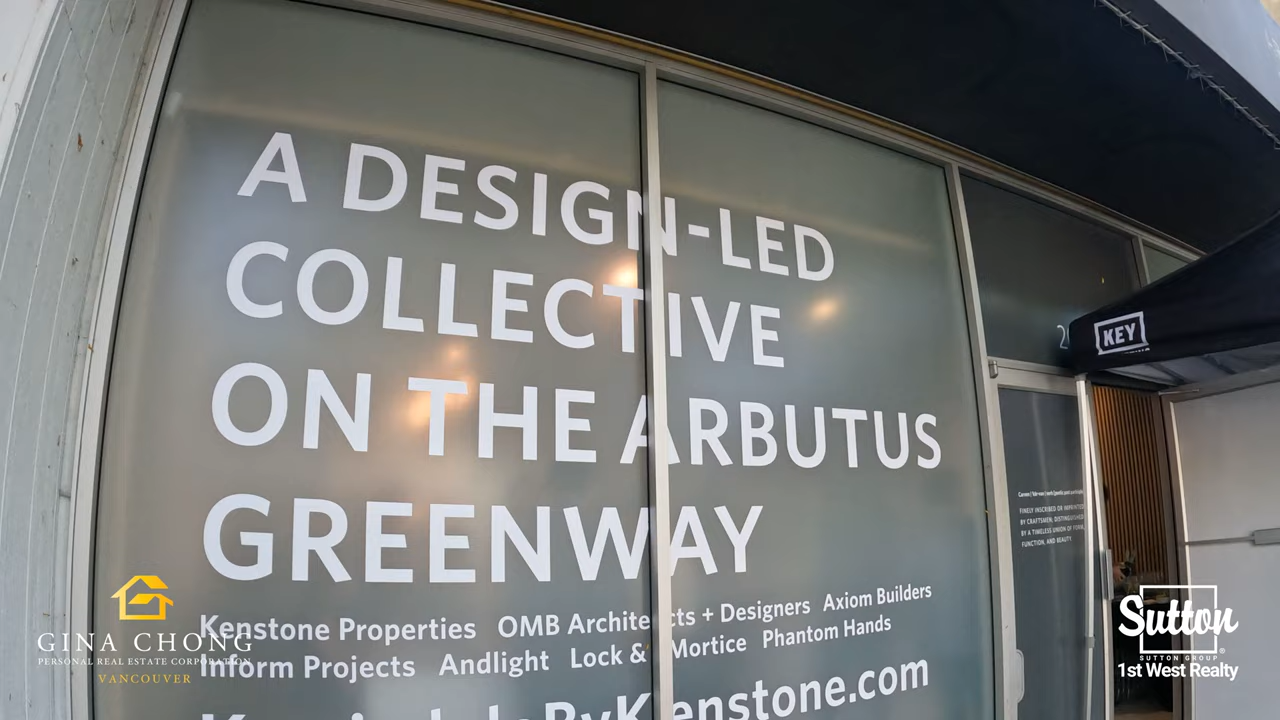 A DESIGN-LED
COLLECTIVE
ON THE ARBUTUS
GREENWAY
Kenstone Properties OMB Architects + Designers Axiom Builders
Inform Projects Andlight Lock & Mortice Phantom Hands
ByKenstone.com
KEY
FINELY INSCRIBED OR IMPRINTED
BY CRAFTSMEN, DISTINGUISHED
BY A TIMELESS UNION OF FORM,
FUNCTION, AND BEAUTY.
GINA CHONG
PERSONAL REAL ESTATE CORPORATION
VANCOUVER
Sutton
SUTTON GROUP
1st West Realty